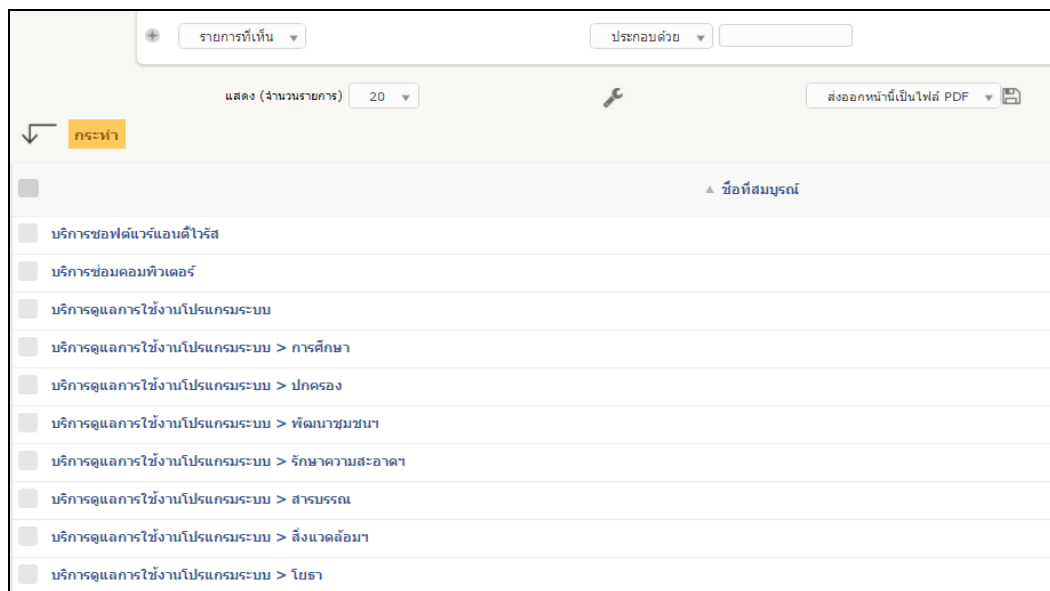 รายการที่เห็น ประกอบด้วย
แสดง (จำนวนรายการ) 20 ส่งออกหน้านี้เป็นไฟล์ PDF
กระทำ
ชื่อที่สมบูรณ์
บริการซอฟต์แวร์แอนตี้ไวรัส
บริการซ่อมคอมพิวเตอร์
บริการดูแลการใช้งานโปรแกรมระบบ
บริการดูแลการใช้งานโปรแกรมระบบ > การศึกษา
บริการดูแลการใช้งานโปรแกรมระบบ > ปกครอง
บริการดูแลการใช้งานโปรแกรมระบบ > พัฒนาชุมชนฯ
บริการดูแลการใช้งานโปรแกรมระบบ > รักษาความสะอาดฯ
บริการดูแลการใช้งานโปรแกรมระบบ > สารบรรณ
บริการดูแลการใช้งานโปรแกรมระบบ > สิ่งแวดล้อมฯ
บริการดูแลการใช้งานโปรแกรมระบบ > โยธา